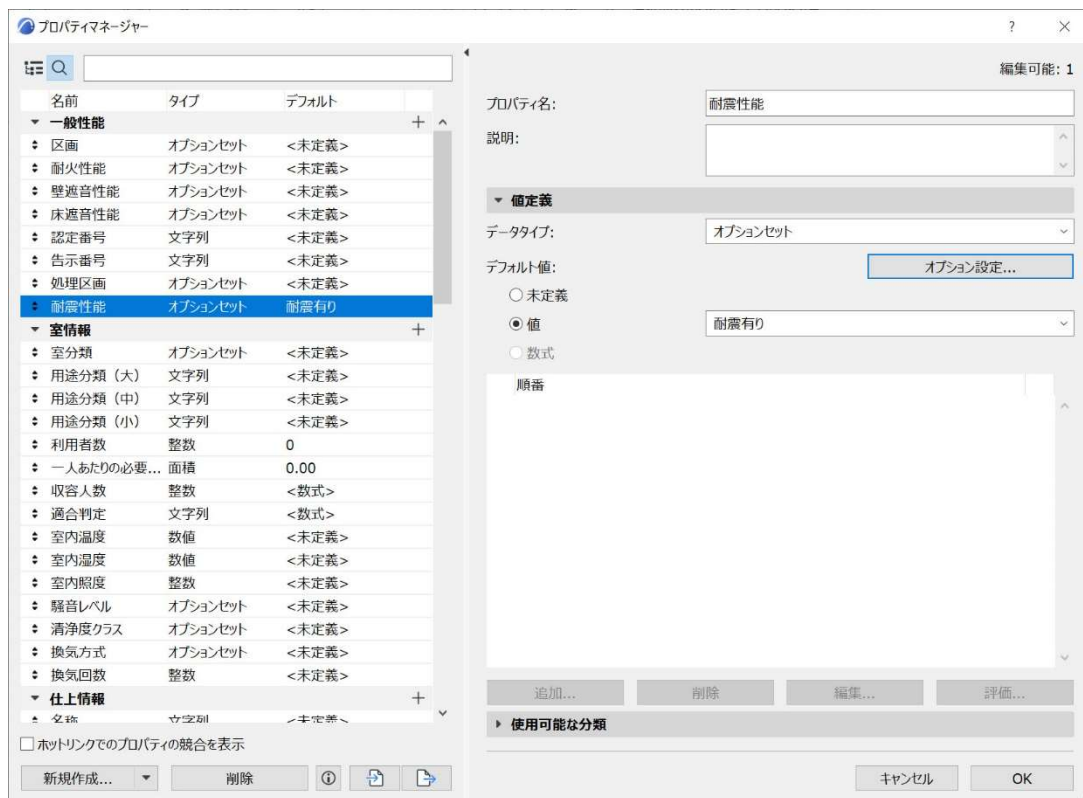 プロパティマネージャー
?
編集可能: 1
名前 タイプ デフォルト
一般性能
区画 オプションセット <未定義>
耐火性能 オプションセット <未定義>
壁遮音性能 オプションセット <未定義>
床遮音性能 オプションセット <未定義>
認定番号 文字列 <未定義>
告示番号 文字列 <未定義>
処理区画 オプションセット <未定義>
耐震性能 オプションセット 耐震有り
室情報
室分類 オプションセット <未定義>
用途分類（大） 文字列 <未定義>
用途分類（中） 文字列 <未定義>
用途分類（小） 文字列 <未定義>
利用者数 整数 0
一人あたりの必要... 面積 0.00
収容人数 整数 <数式>
適合判定 文字列 <数式>
室内温度 数値 <未定義>
室内湿度 数値 <未定義>
室内照度 整数 <未定義>
騒音レベル オプションセット <未定義>
清浄度クラス オプションセット <未定義>
換気方式 オプションセット <未定義>
換気回数 整数 <未定義>
仕上情報
名称 文字列 <未定義>
ホットリンクでのプロパティの競合を表示
新規作成... 削除
プロパティ名: 耐震性能
説明:
値定義
データタイプ: オプションセット
デフォルト値: オプション設定...
未定義
値 耐震有り
数式
順番
追加... 削除 編集... 評価...
使用可能な分類
キャンセル OK